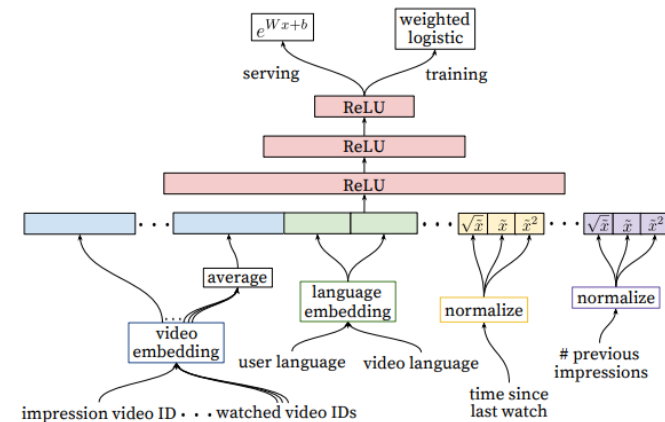 e^{Wx+b}
weighted
logistic
serving
training
ReLU
ReLU
ReLU
. . .
. . .
√x̃ x̃ x̃²
. . .
√x̃ x̃ x̃²
average
language
embedding
normalize
normalize
. . .
video
embedding
user language
video language
# previous
impressions
time since
last watch
impression video ID . . . watched video IDs